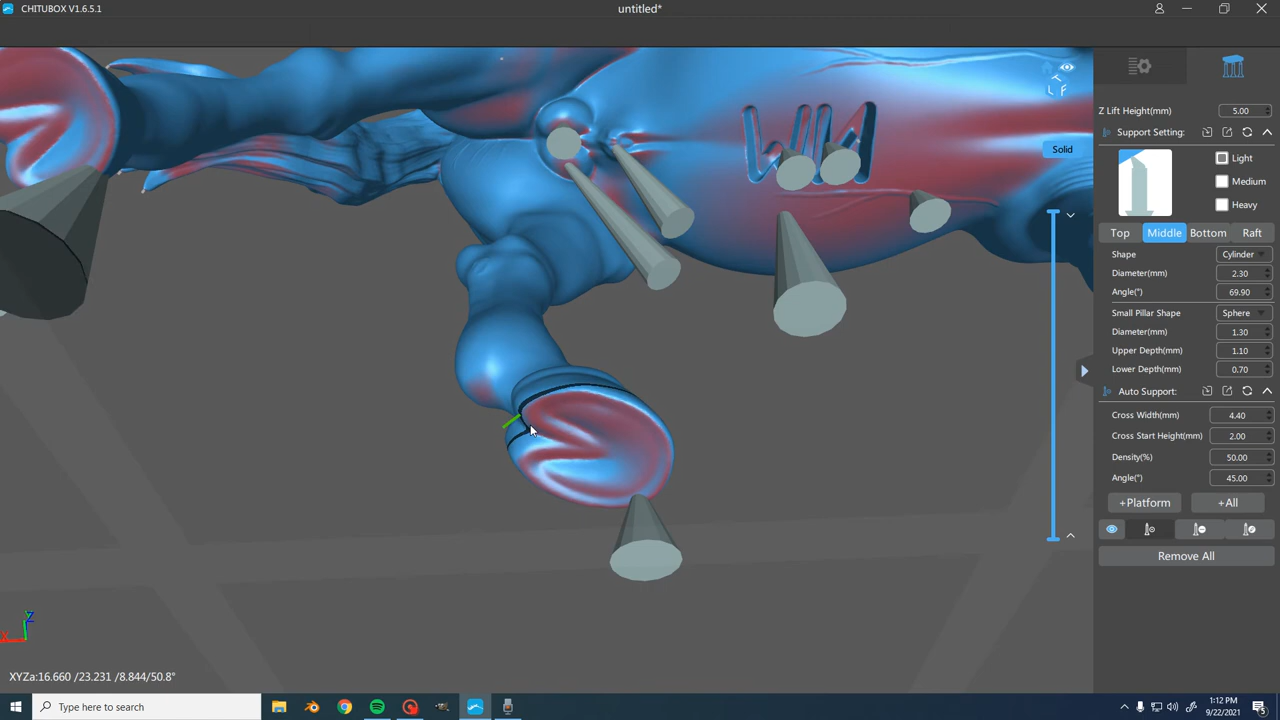 CHITUBOX V1.6.5.1
untitled*
L F
Solid
Z Lift Height(mm) 5.00
Support Setting:
Light
Medium
Heavy
Top Middle Bottom Raft
Shape Cylinder
Diameter(mm) 2.30
Angle(°) 69.90
Small Pillar Shape Sphere
Diameter(mm) 1.30
Upper Depth(mm) 1.10
Lower Depth(mm) 0.70
Auto Support:
Cross Width(mm) 4.40
Cross Start Height(mm) 2.00
Density(%) 50.00
Angle(°) 45.00
+Platform +All
Remove All
Z
X
XYZa:16.660 /23.231 /8.844/50.8°
Type here to search
1:12 PM
9/22/2021
5